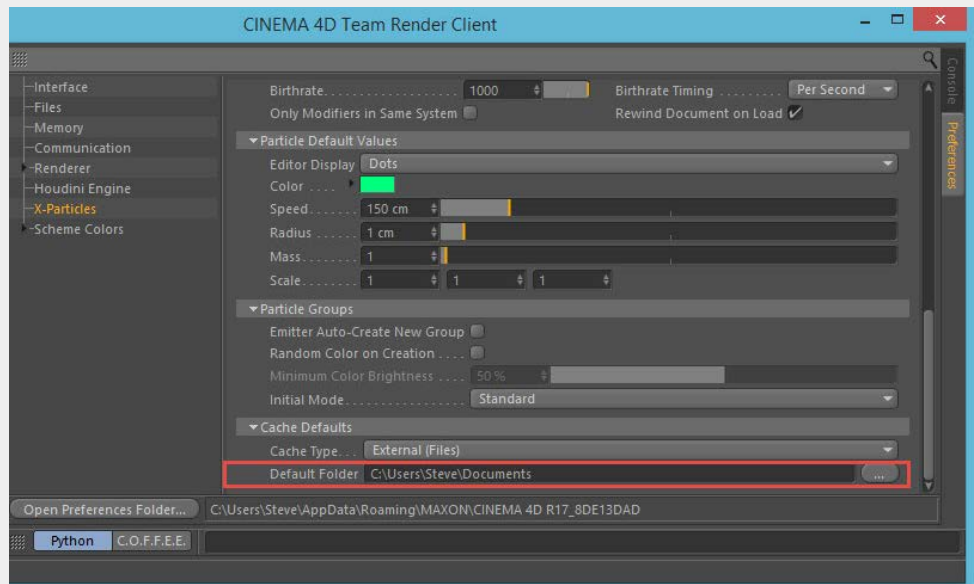 CINEMA 4D Team Render Client
Interface
Files
Memory
Communication
Renderer
Houdini Engine
X-Particles
Scheme Colors
Birthrate.................. 1000 Birthrate Timing ......... Per Second
Only Modifiers in Same System Rewind Document on Load
Particle Default Values
Editor Display Dots
Color ....
Speed....... 150 cm
Radius ...... 1 cm
Mass......... 1
Scale........ 1 1 1
Particle Groups
Emitter Auto-Create New Group
Random Color on Creation ....
Minimum Color Brightness .... 50 %
Initial Mode................. Standard
Cache Defaults
Cache Type... External (Files)
Default Folder C:\Users\Steve\Documents ...
Console
Preferences
Open Preferences Folder... C:\Users\Steve\AppData\Roaming\MAXON\CINEMA 4D R17_8DE13DAD
Python C.O.F.F.E.E.